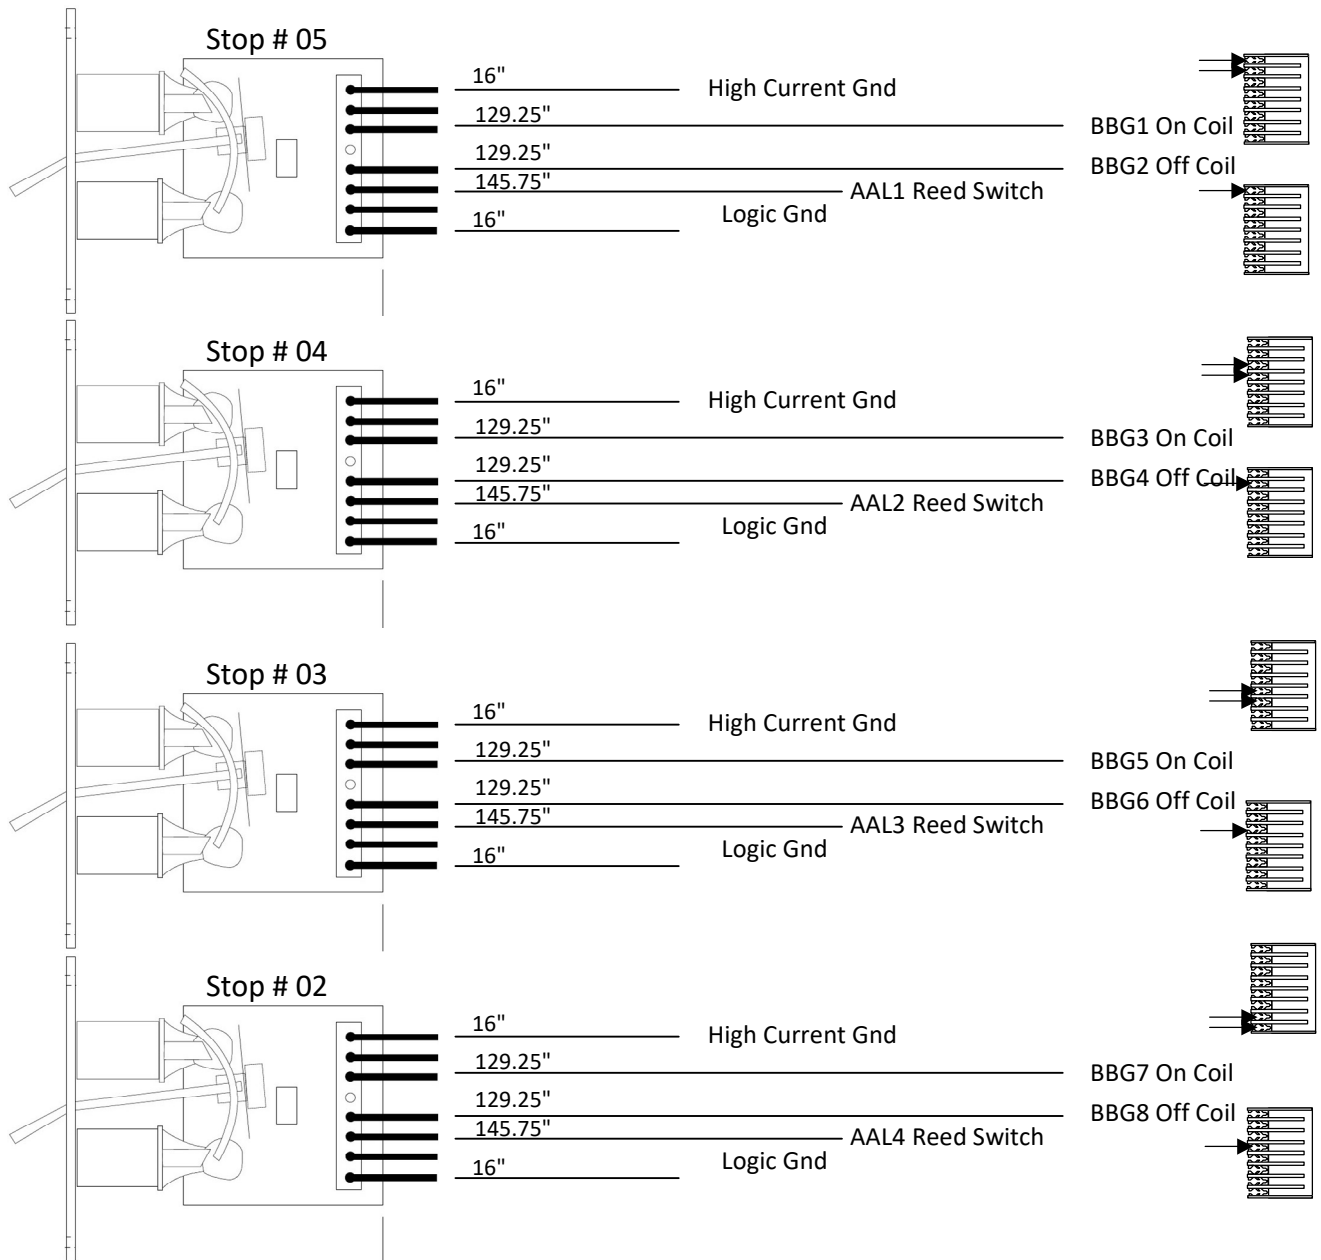 Stop # 05
16"
High Current Gnd
129.25"
BBG1 On Coil
129.25"
BBG2 Off Coil
145.75"
AAL1 Reed Switch
Logic Gnd
16"
Stop # 04
16"
High Current Gnd
129.25"
BBG3 On Coil
129.25"
BBG4 Off Coil
145.75"
AAL2 Reed Switch
Logic Gnd
16"
Stop # 03
16"
High Current Gnd
129.25"
BBG5 On Coil
129.25"
BBG6 Off Coil
145.75"
AAL3 Reed Switch
Logic Gnd
16"
Stop # 02
16"
High Current Gnd
129.25"
BBG7 On Coil
129.25"
BBG8 Off Coil
145.75"
AAL4 Reed Switch
Logic Gnd
16"